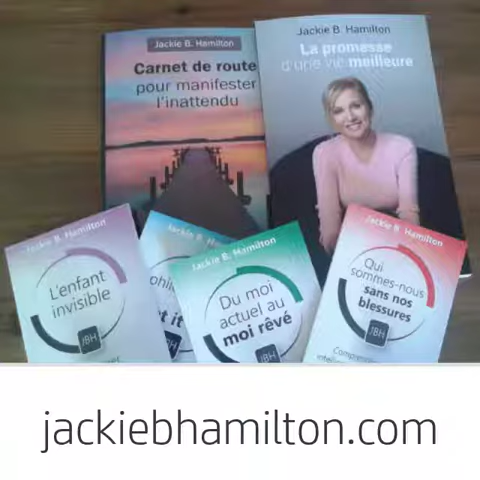 Jackie B. Hamilton
Carnet de route
pour manifester
l'inattendu
Jackie B. Hamilton
La promesse
d'une vie meilleure
Jackie B. Hamilton
L'enfant
invisible
JBH
Jackie B. Hamilton
Jackie B. Hamilton
Du moi
actuel au
moi rêvé
JBH
Jackie B. Hamilton
Qui
sommes-nous
sans nos
blessures
JBH
jackiebhamilton.com